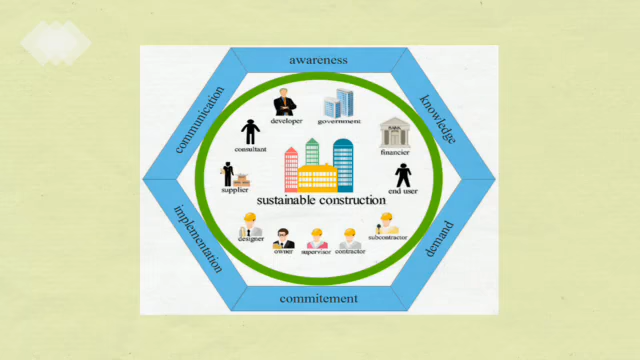 awareness
communication
knowledge
developer
government
consultant
BANK
financier
supplier
end user
sustainable construction
designer
owner
supervisor
contractor
subcontractor
implementation
demand
commitement